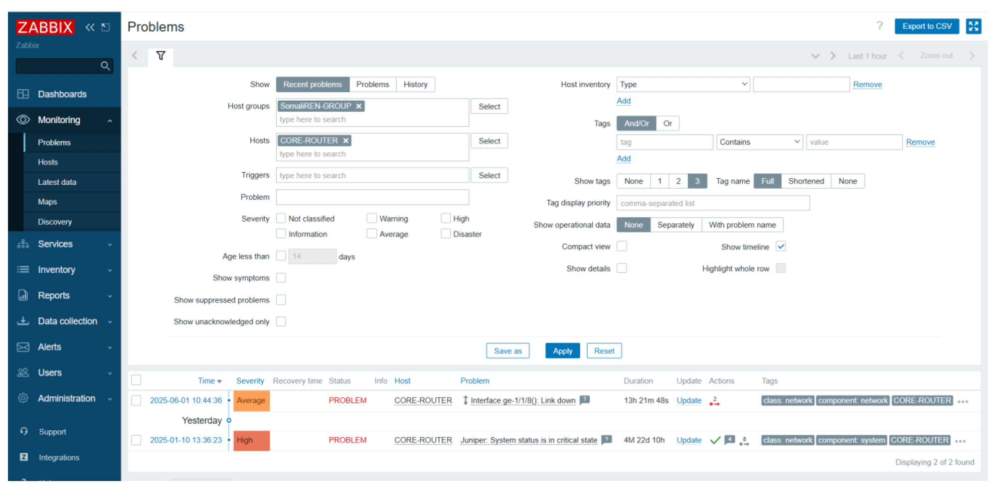 ZABBIX
Zabbix
Dashboards
Monitoring
Problems
Hosts
Latest data
Maps
Discovery
Services
Inventory
Reports
Data collection
Alerts
Users
Administration
Support
Integrations
Problems
? Export to CSV
Last 1 hour Zoom out
Show Recent problems Problems History
Host groups SomaliREN-GROUP Select
type here to search
Hosts CORE-ROUTER Select
type here to search
Triggers type here to search Select
Problem
Severity Not classified Warning High
Information Average Disaster
Age less than 14 days
Show symptoms
Show suppressed problems
Show unacknowledged only
Host inventory Type Remove
Add
Tags And/Or Or
tag Contains value Remove
Add
Show tags None 1 2 3 Tag name Full Shortened None
Tag display priority comma-separated list
Show operational data None Separately With problem name
Compact view Show timeline
Show details Highlight whole row
Save as Apply Reset
Time Severity Recovery time Status Info Host Problem Duration Update Actions Tags
2025-06-01 10:44:36 Average PROBLEM CORE-ROUTER Interface ge-1/1/8(): Link down ? 13h 21m 48s Update 2 class: network component: network CORE-ROUTER •••
Yesterday
2025-01-10 13:36:23 High PROBLEM CORE-ROUTER Juniper: System status is in critical state ? 4M 22d 10h Update 4 8 class: network component: system CORE-ROUTER •••
Displaying 2 of 2 found